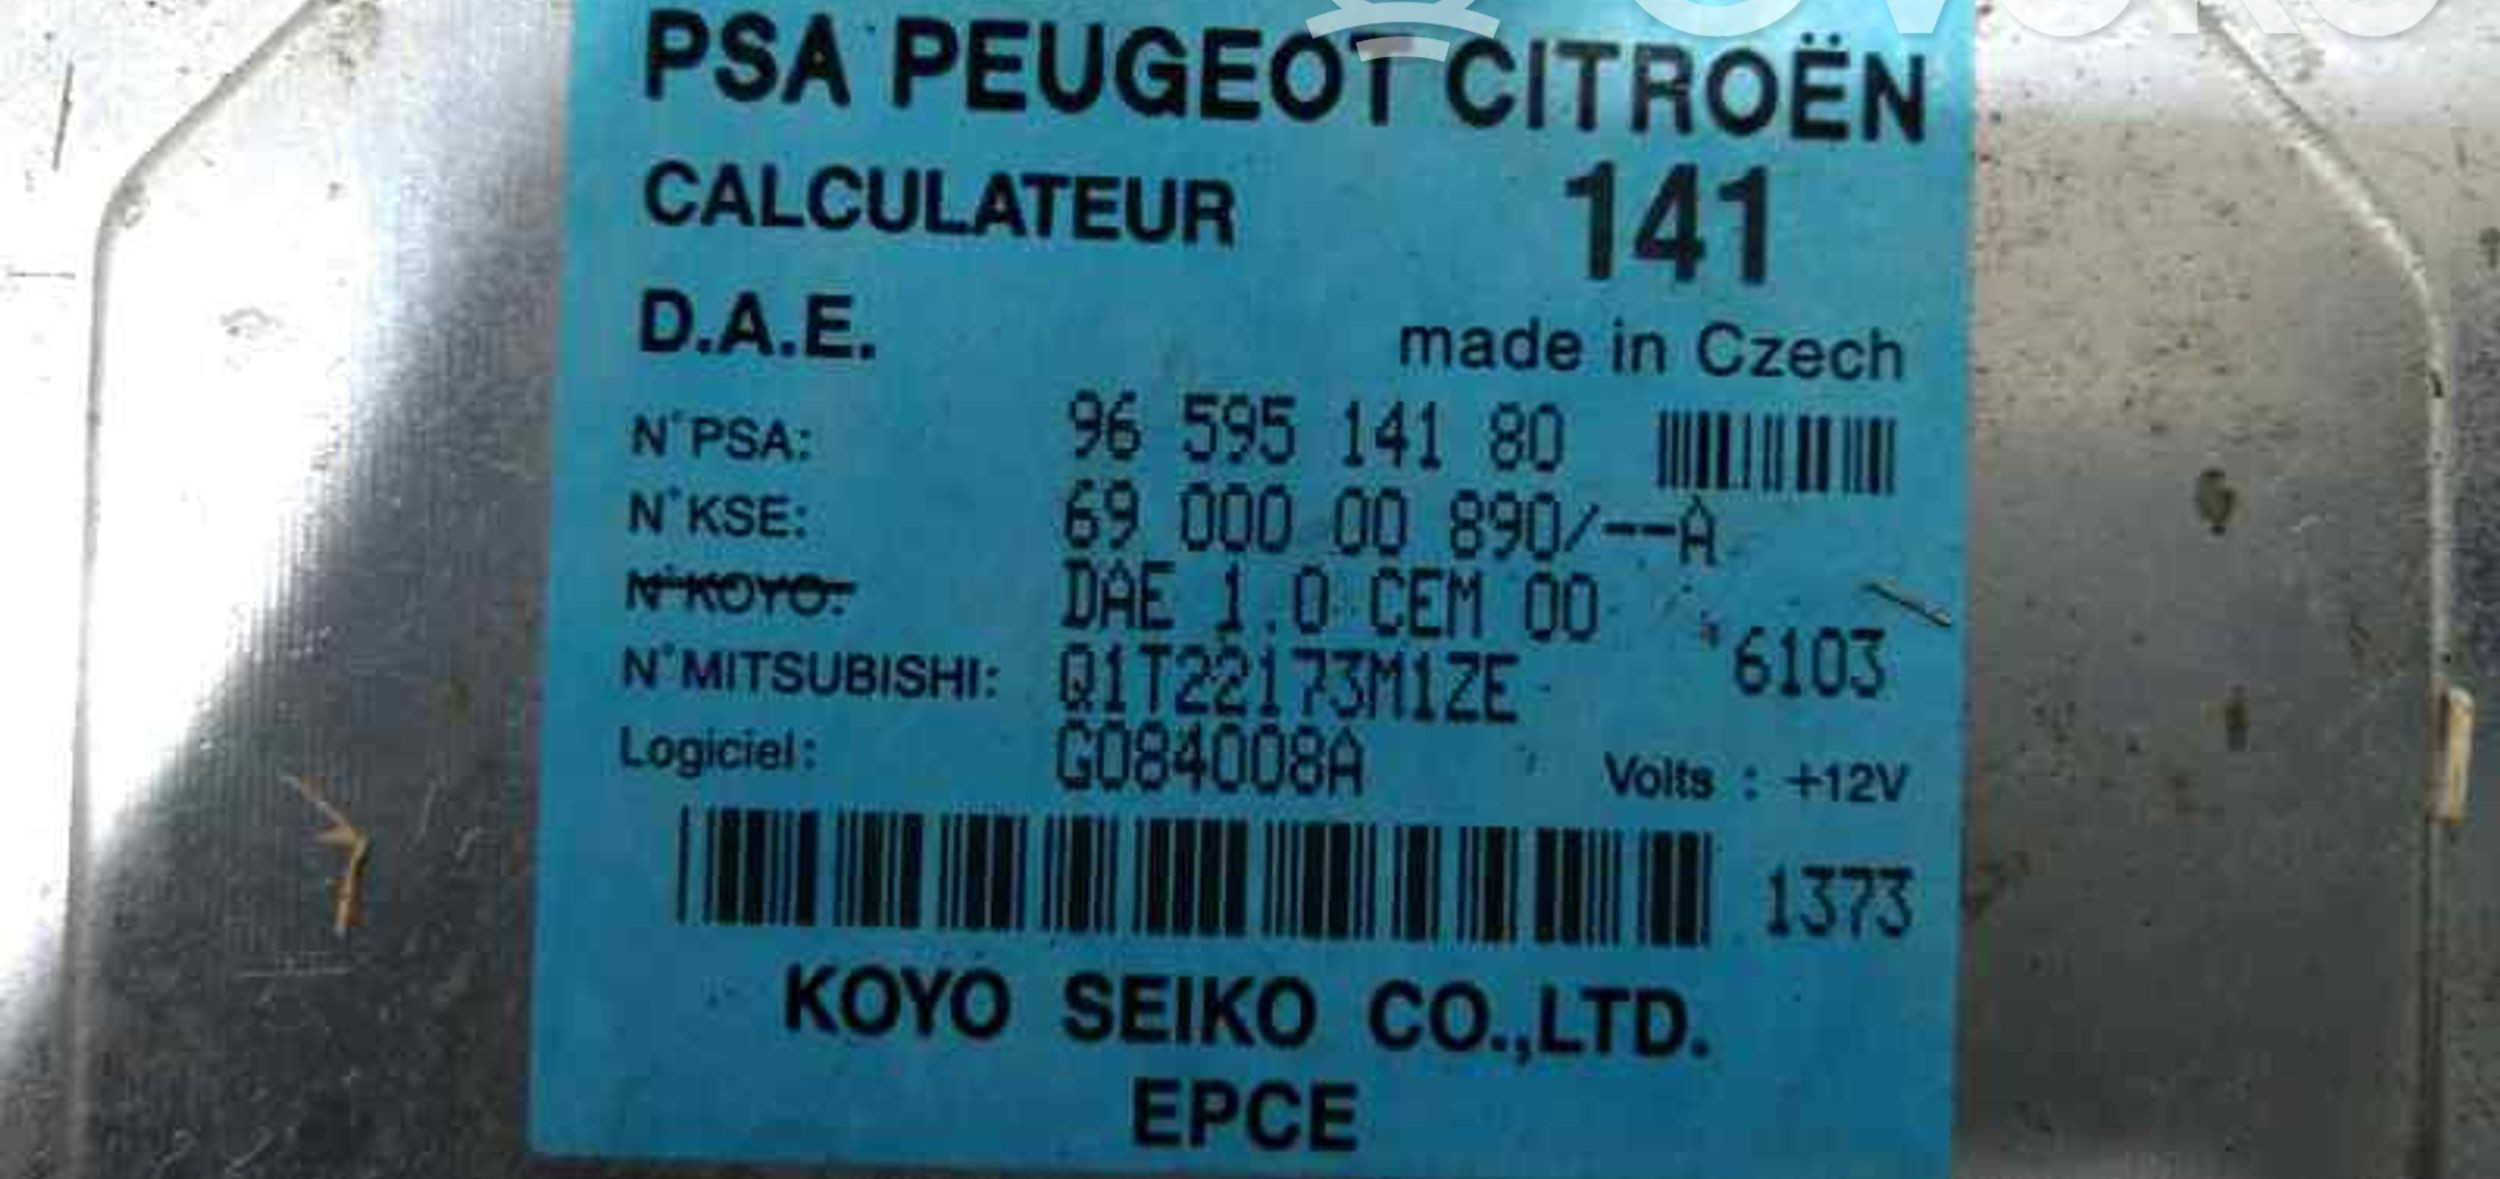 PSA PEUGEOT CITROËN
CALCULATEUR 141
D.A.E.
made in Czech
N°PSA: 96 595 141 80
N°KSE: 69 000 00 890/--A
N°KOYO: DAE 1.0 CEM 00
6103
N°MITSUBISHI: Q1T22173M1ZE
Logiciel: G084008A
Volts : +12V
1373
KOYO SEIKO CO.,LTD.
EPCE